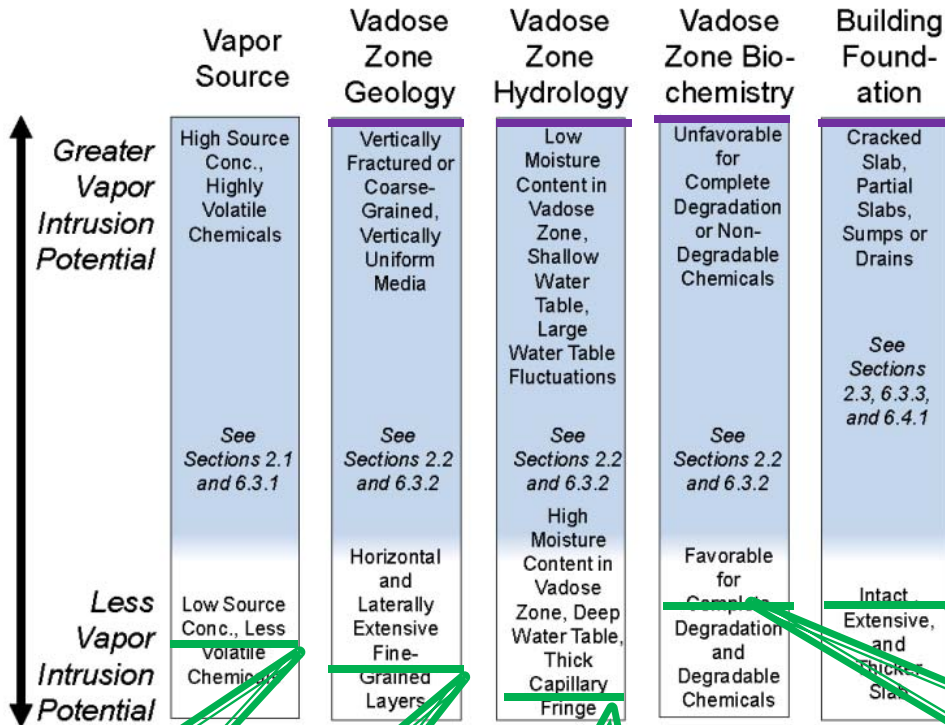 Vapor
Source
Vadose
Zone
Geology
Vadose
Zone
Hydrology
Vadose
Zone Bio-
chemistry
Building
Found-
ation
Greater
Vapor
Intrusion
Potential
High Source
Conc.,
Highly
Volatile
Chemicals
See
Sections 2.1
and 6.3.1
Low Source
Conc., Less
Volatile
Chemicals
Vertically
Fractured or
Coarse-
Grained,
Vertically
Uniform
Media
See
Sections 2.2
and 6.3.2
Horizontal
and
Laterally
Extensive
Fine-
Grained
Layers
Low
Moisture
Content in
Vadose
Zone,
Shallow
Water
Table,
Large
Water Table
Fluctuations
See
Sections 2.2
and 6.3.2
High
Moisture
Content in
Vadose
Zone, Deep
Water Table,
Thick
Capillary
Fringe
Unfavorable
for
Complete
Degradation
or Non-
Degradable
Chemicals
See
Sections 2.2
and 6.3.2
Favorable
for
Complete
Degradation
and
Degradable
Chemicals
Cracked
Slab,
Partial
Slabs,
Sumps or
Drains
See
Sections
2.3, 6.3.3,
and 6.4.1
Intact,
Extensive,
and
Thicker
Slab
Less
Vapor
Intrusion
Potential